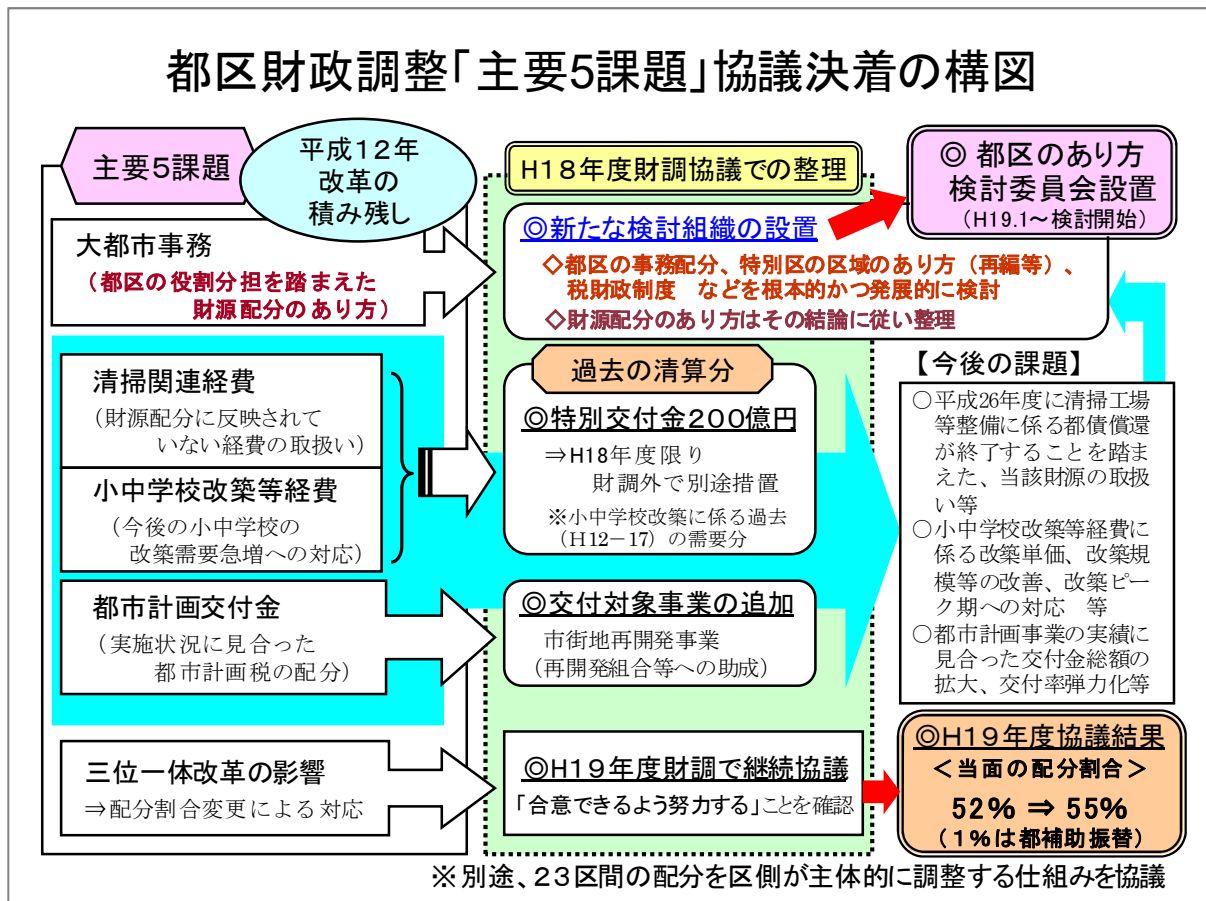 都区財政調整「主要5課題」協議決着の構図
主要5課題
平成12年
改革の
積み残し
大都市事務
(都区の役割分担を踏まえた
財源配分のあり方)
清掃関連経費
(財源配分に反映されて
いない経費の取扱い)
小中学校改築等経費
(今後の小中学校の
改築需要急増への対応)
都市計画交付金
(実施状況に見合った
都市計画税の配分)
三位一体改革の影響
⇒配分割合変更による対応
H18年度財調協議での整理
◎新たな検討組織の設置
◇都区の事務配分、特別区の区域のあり方(再編等)、
税財政制度 などを根本的かつ発展的に検討
◇財源配分のあり方はその結論に従い整理
過去の清算分
◎特別交付金200億円
⇒H18年度限り
財調外で別途措置
※小中学校改築に係る過去
(H12-17)の需要分
◎交付対象事業の追加
市街地再開発事業
(再開発組合等への助成)
◎H19年度財調で継続協議
「合意できるよう努力する」ことを確認
◎ 都区のあり方
検討委員会設置
(H19.1~検討開始)
【今後の課題】
○平成26年度に清掃工場
等整備に係る都債償還
が終了することを踏ま
えた、当該財源の取扱
い等
○小中学校改築等経費に
係る改築単価、改築規
模等の改善、改築ピー
ク期への対応 等
○都市計画事業の実績に
見合った交付金総額の
拡大、交付率弾力化等
◎H19年度協議結果
<当面の配分割合>
52% ⇒ 55%
(1%は都補助振替)
※別途、23区間の配分を区側が主体的に調整する仕組みを協議